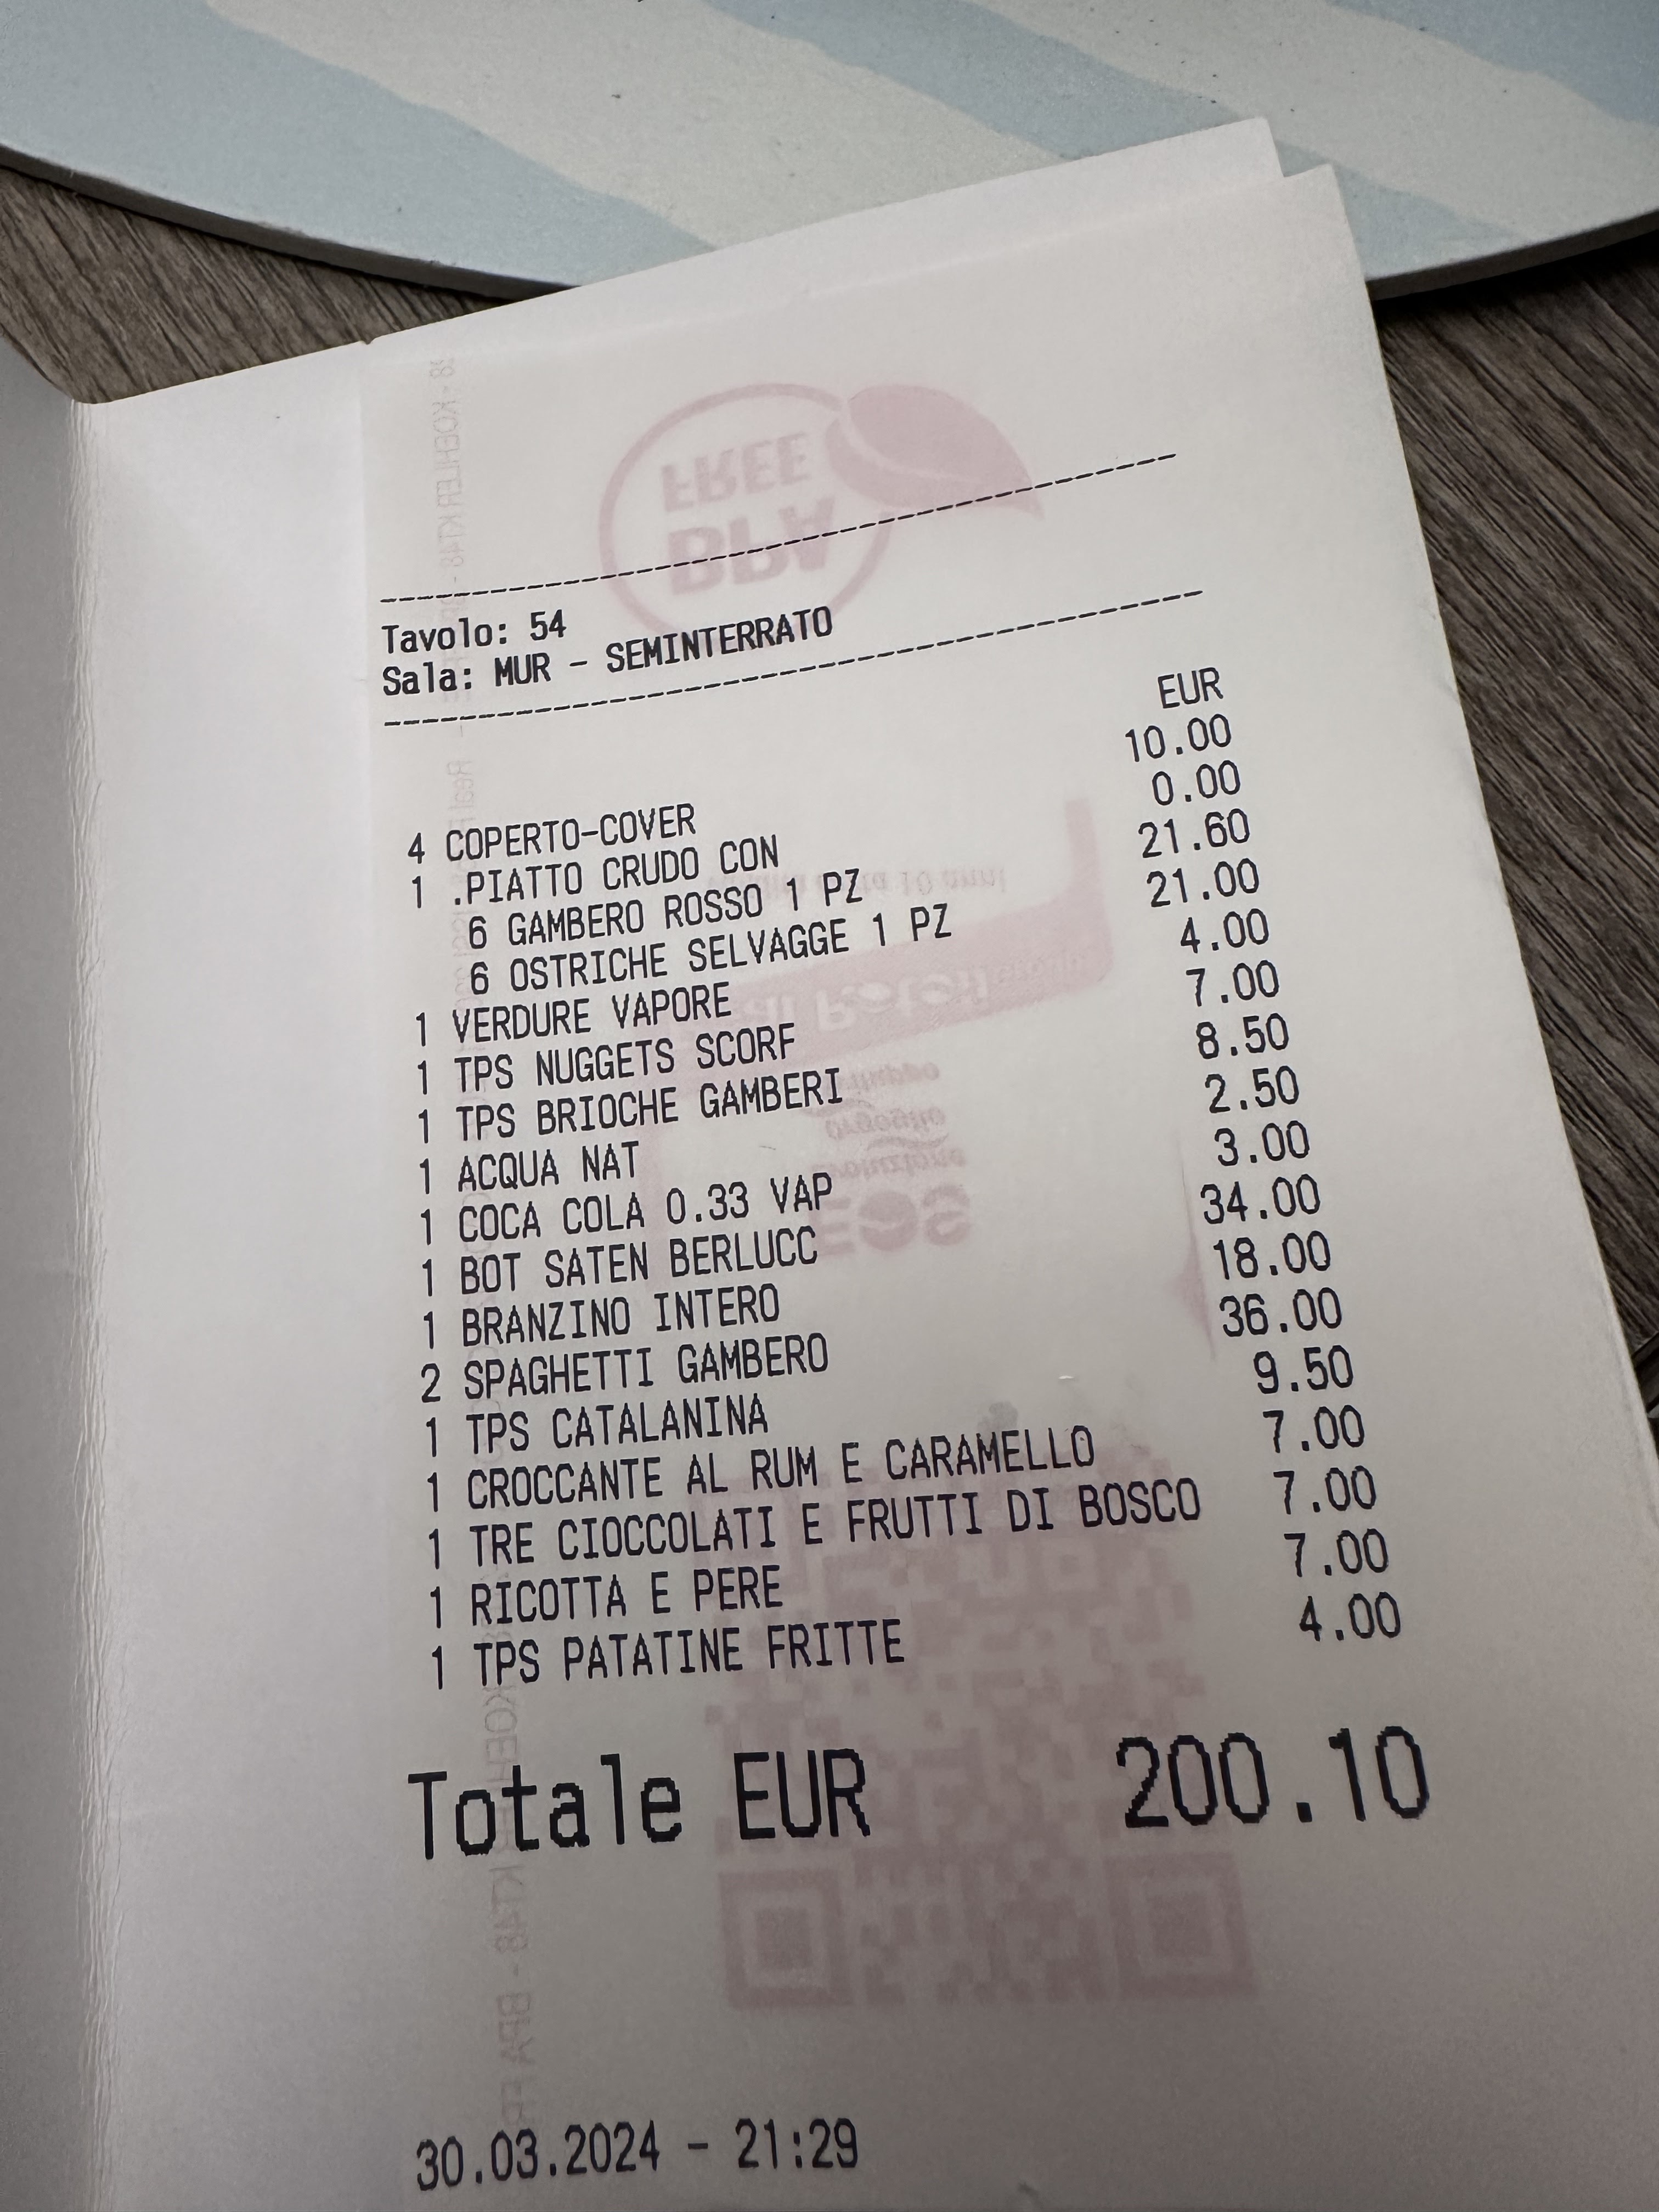 Tavolo: 54
Sala: MUR - SEMINTERRATO
EUR
4 COPERTO-COVER 10.00
1 .PIATTO CRUDO CON 0.00
6 GAMBERO ROSSO 1 PZ 21.60
6 OSTRICHE SELVAGGE 1 PZ 21.00
1 VERDURE VAPORE 4.00
1 TPS NUGGETS SCORF 7.00
1 TPS BRIOCHE GAMBERI 8.50
1 ACQUA NAT 2.50
1 COCA COLA 0.33 VAP 3.00
1 BOT SATEN BERLUCC 34.00
1 BRANZINO INTERO 18.00
2 SPAGHETTI GAMBERO 36.00
1 TPS CATALANINA 9.50
1 CROCCANTE AL RUM E CARAMELLO 7.00
1 TRE CIOCCOLATI E FRUTTI DI BOSCO 7.00
1 RICOTTA E PERE 7.00
1 TPS PATATINE FRITTE 4.00
Totale EUR 200.10
30.03.2024 - 21:29
BPA
FREE